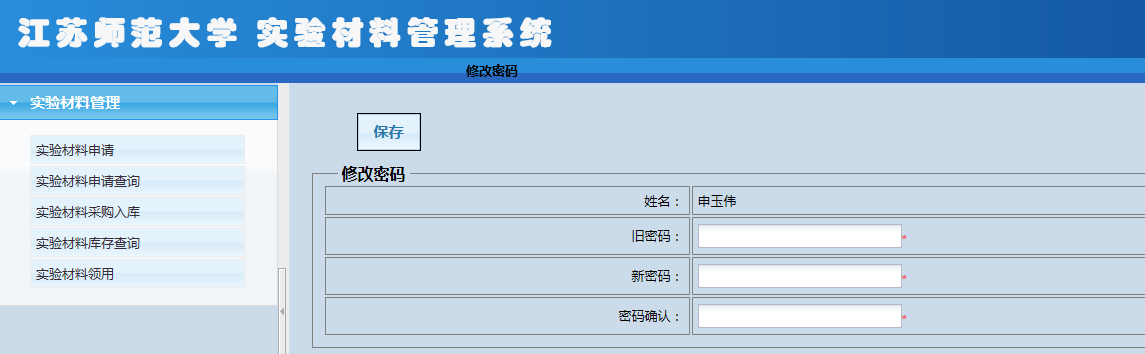 江苏师范大学 实验材料管理系统
修改密码
实验材料管理
实验材料申请
实验材料申请查询
实验材料采购入库
实验材料库存查询
实验材料领用
保存
修改密码
姓名： 申玉伟
旧密码： *
新密码： *
密码确认： *